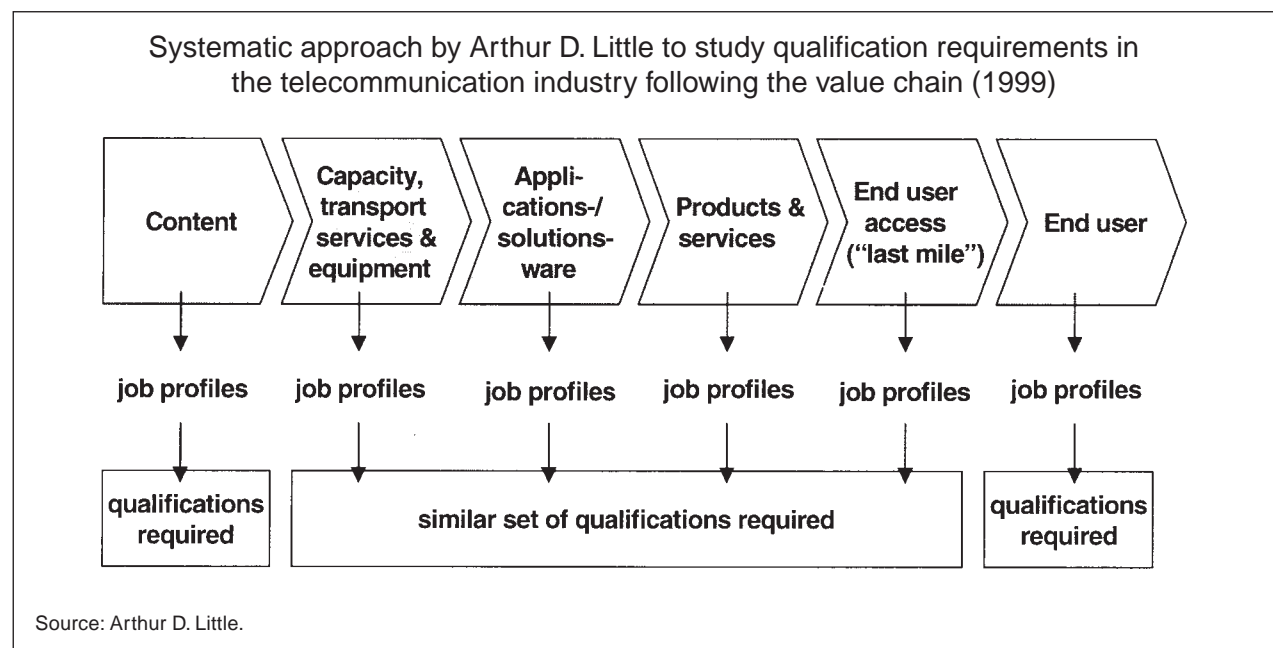 Systematic approach by Arthur D. Little to study qualification requirements in
the telecommunication industry following the value chain (1999)
Content
Capacity,
transport
services &
equipment
Appli-
cations-/
solutions-
ware
Products &
services
End user
access
(“last mile”)
End user
job profiles
job profiles
job profiles
job profiles
job profiles
job profiles
qualifications
required
similar set of qualifications required
qualifications
required
Source: Arthur D. Little.